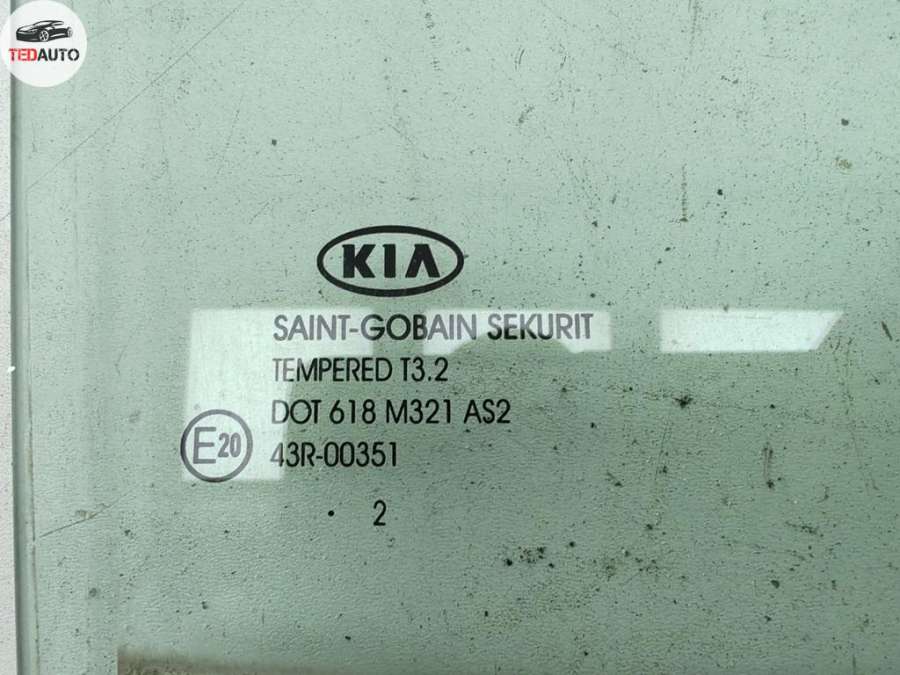 TEDAUTO
KIA
SAINT-GOBAIN SEKURIT
TEMPERED T3.2
DOT 618 M321 AS2
E20 43R-00351
. 2